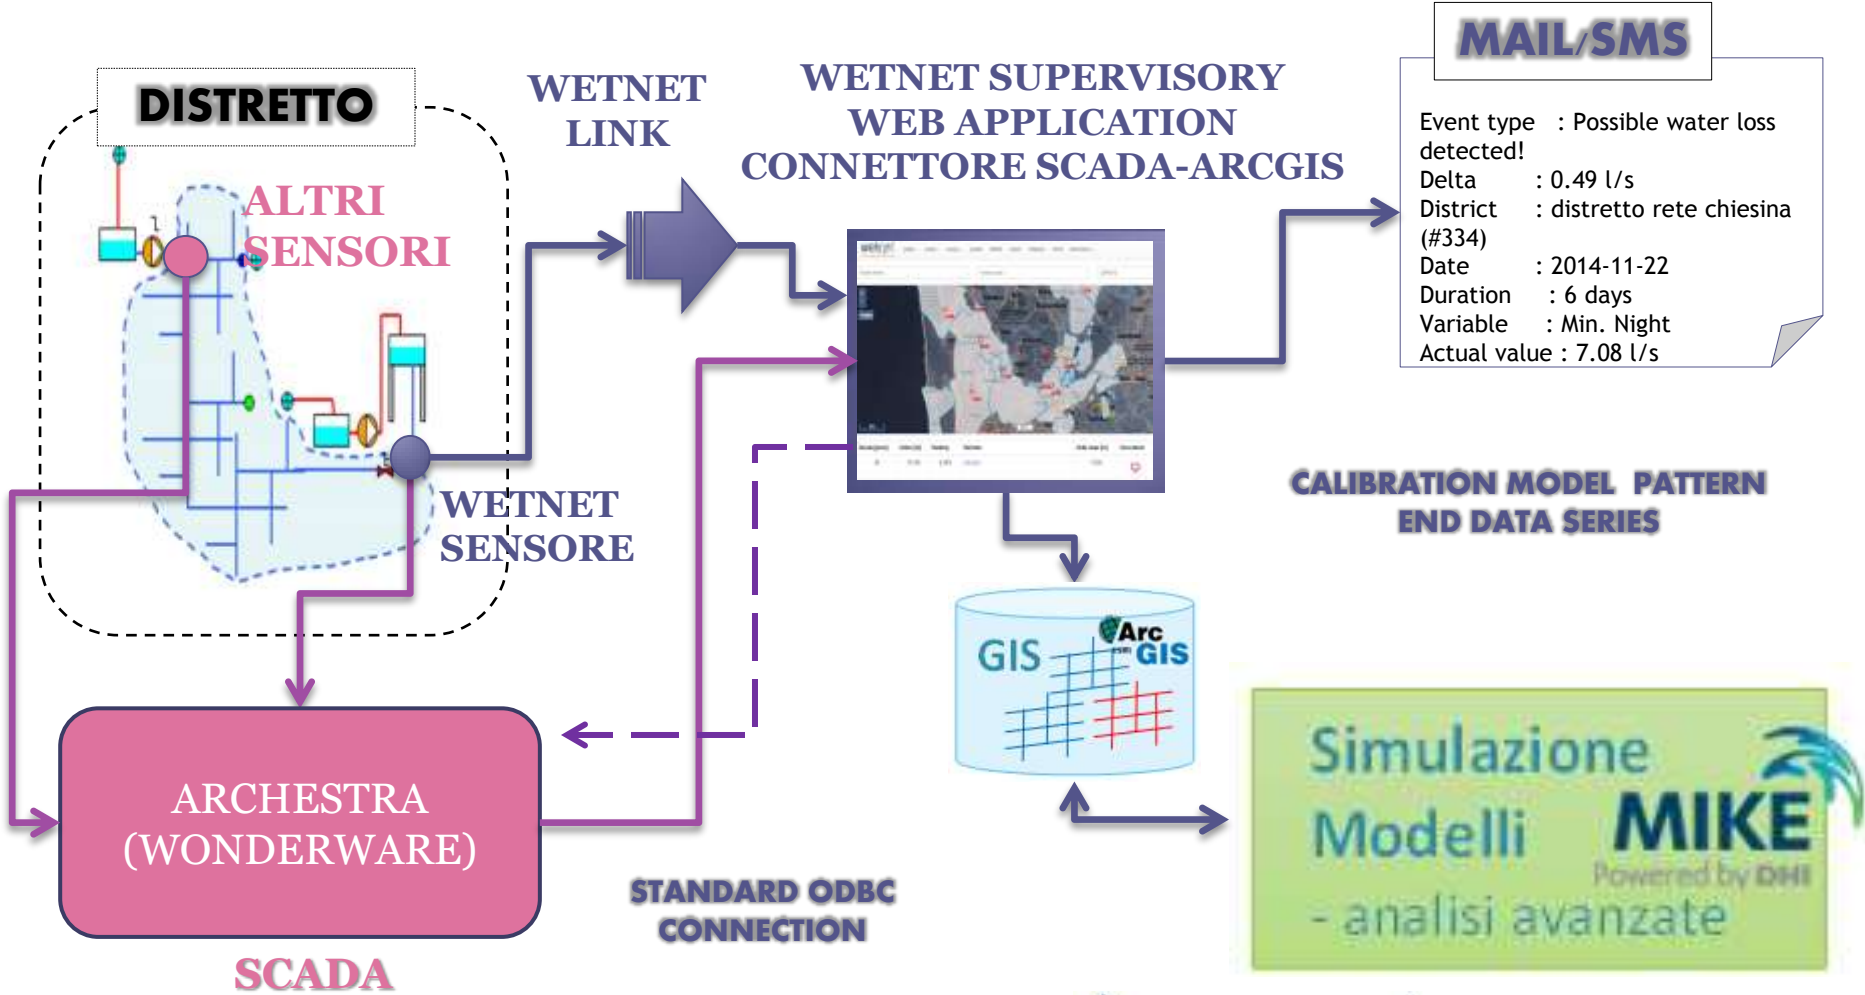 DISTRETTO
ALTRI
SENSORI
WETNET
SENSORE
WETNET
LINK
WETNET SUPERVISORY
WEB APPLICATION
CONNETTORE SCADA-ARCGIS
MAIL/SMS
Event type : Possible water loss
detected!
Delta : 0.49 l/s
District : distretto rete chiesina
(#334)
Date : 2014-11-22
Duration : 6 days
Variable : Min. Night
Actual value : 7.08 l/s
CALIBRATION MODEL PATTERN
END DATA SERIES
GIS
Arc
GIS
ARCHESTRA
(WONDERWARE)
SCADA
STANDARD ODBC
CONNECTION
Simulazione
Modelli
- analisi avanzate
MIKE
Powered by DHI